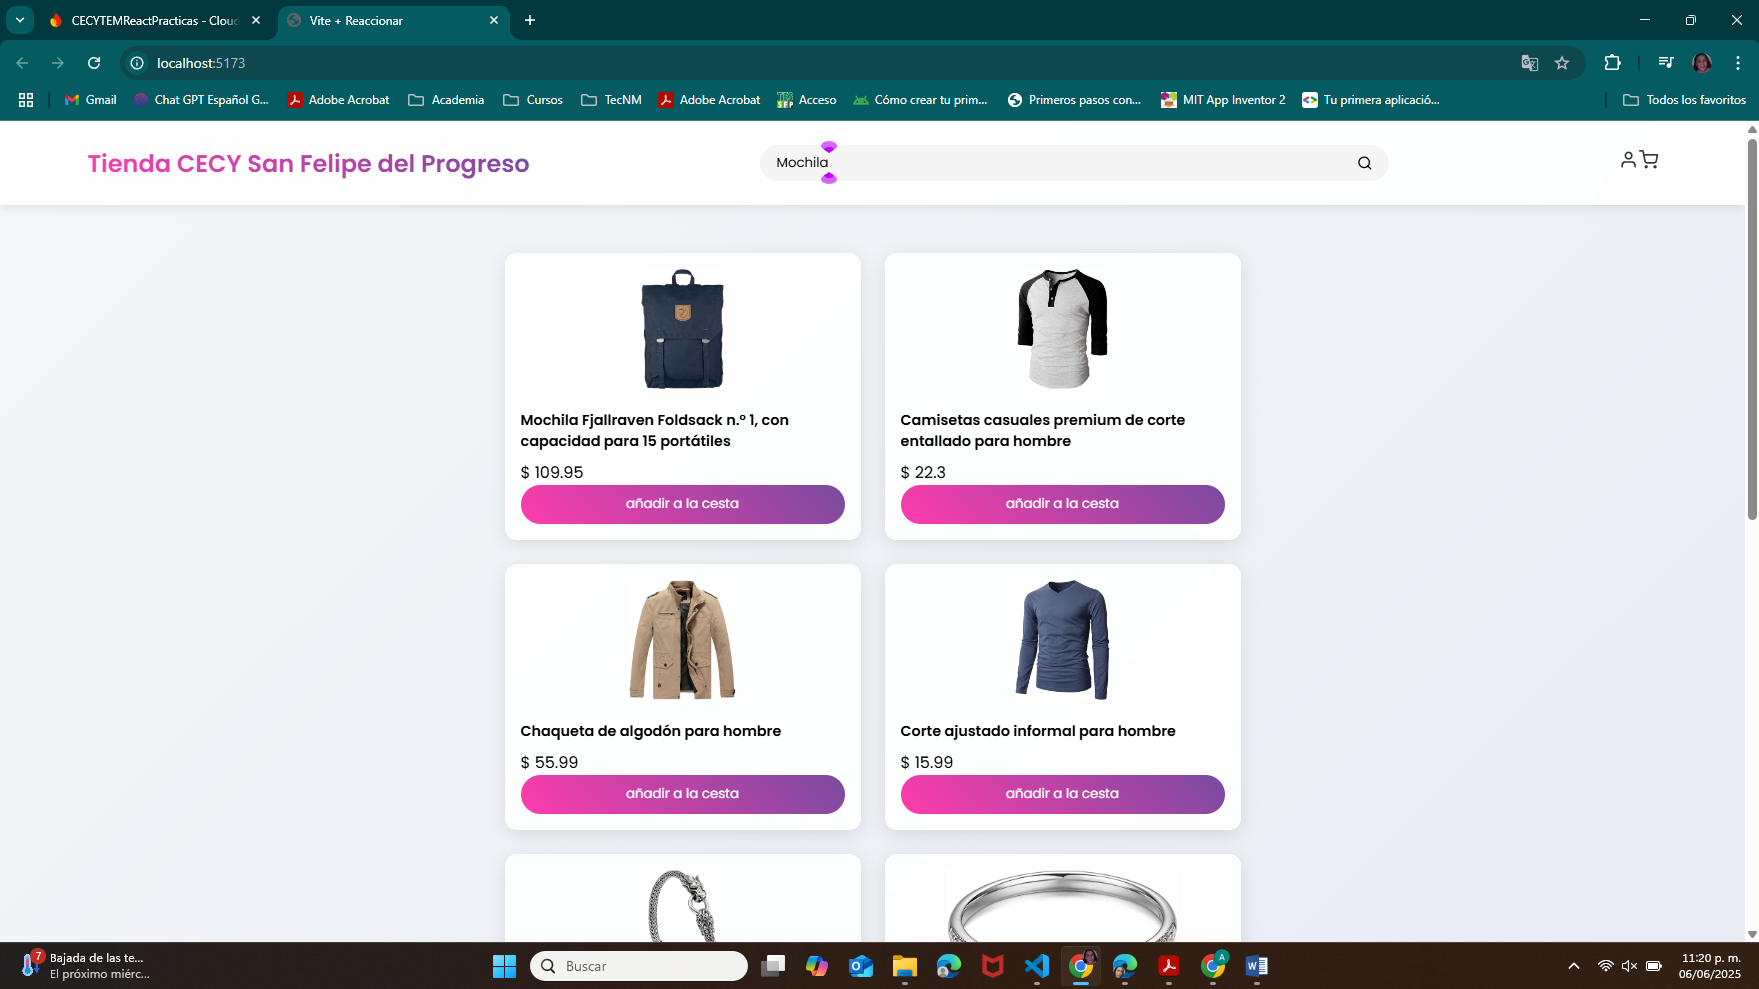 CECYTEMReactPracticas - Cloud
Vite + Reaccionar
localhost:5173
Gmail
Chat GPT Español G...
Adobe Acrobat
Academia
Cursos
TecNM
Adobe Acrobat
Acceso
Cómo crear tu prim...
Primeros pasos con...
MIT App Inventor 2
Tu primera aplicació...
Todos los favoritos
Tienda CECY San Felipe del Progreso
Mochila
Mochila Fjallraven Foldsack n.º 1, con
capacidad para 15 portátiles
$ 109.95
añadir a la cesta
Camisetas casuales premium de corte
entallado para hombre
$ 22.3
añadir a la cesta
Chaqueta de algodón para hombre
$ 55.99
añadir a la cesta
Corte ajustado informal para hombre
$ 15.99
añadir a la cesta
7
Bajada de las te...
El próximo miérc...
Buscar
A
11:20 p. m.
06/06/2025